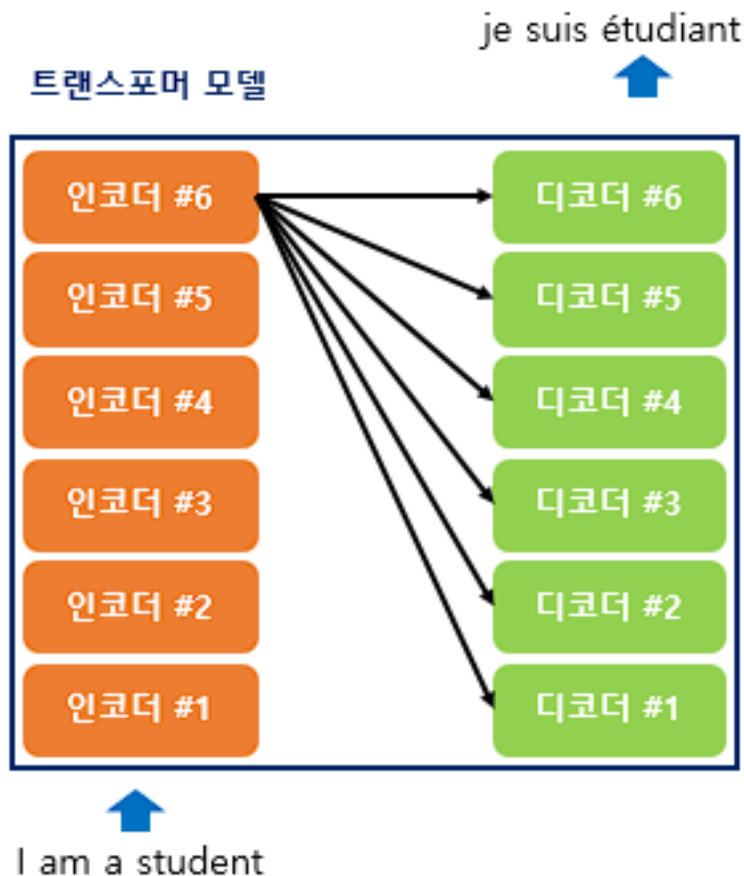 je suis étudiant
트랜스포머 모델
인코더 #6
디코더 #6
인코더 #5
디코더 #5
인코더 #4
디코더 #4
인코더 #3
디코더 #3
인코더 #2
디코더 #2
인코더 #1
디코더 #1
I am a student